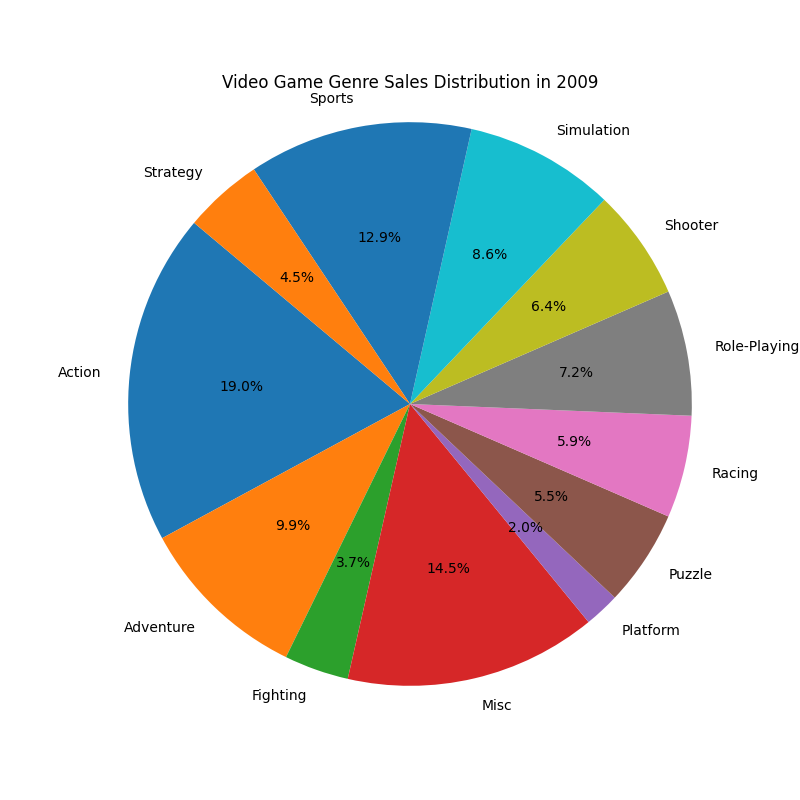 Video Game Genre Sales Distribution in 2009
Sports
Simulation
Strategy
Shooter
12.9%
8.6%
4.5%
6.4%
Role-Playing
Action
7.2%
19.0%
5.9%
Racing
5.5%
9.9%
2.0%
3.7%
14.5%
Puzzle
Adventure
Platform
Fighting
Misc